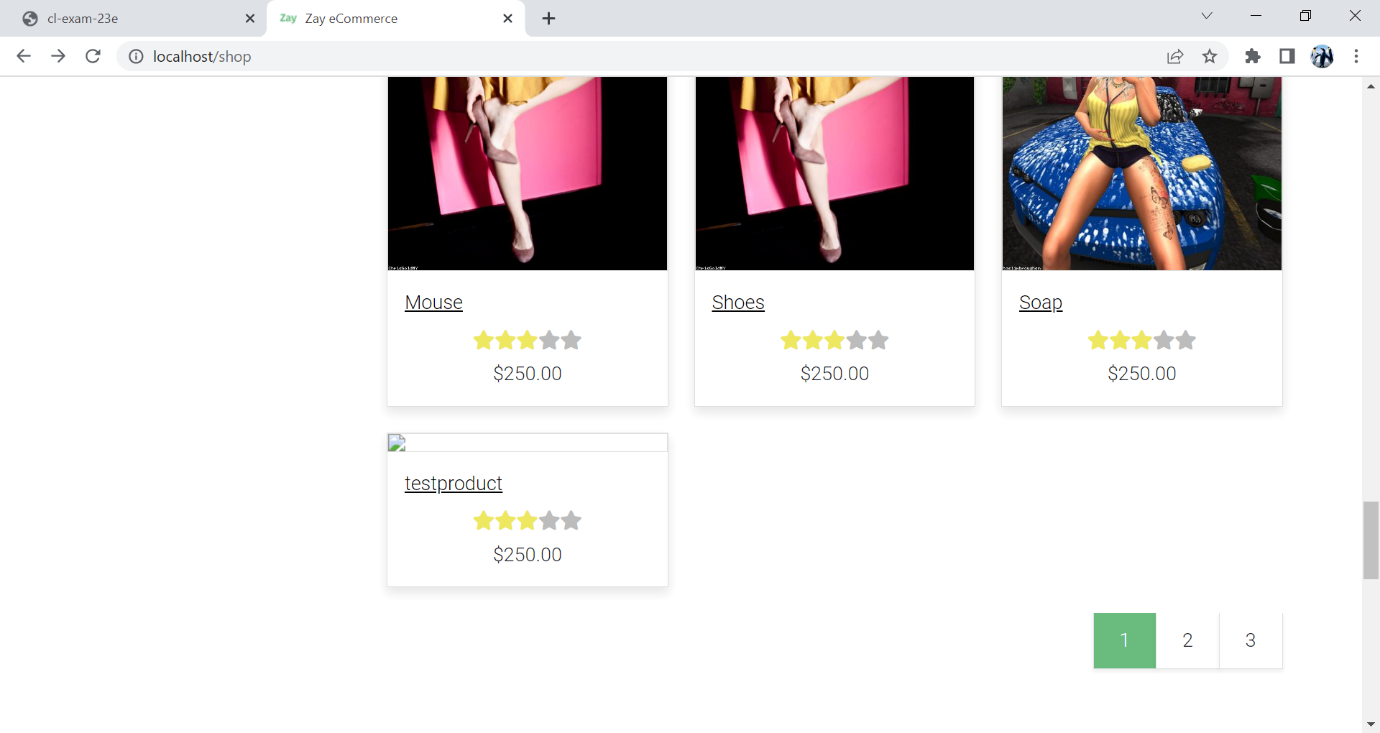 cl-exam-23e
Zay Zay eCommerce
localhost/shop
Mouse
$250.00
Shoes
$250.00
Soap
$250.00
testproduct
$250.00
1 2 3